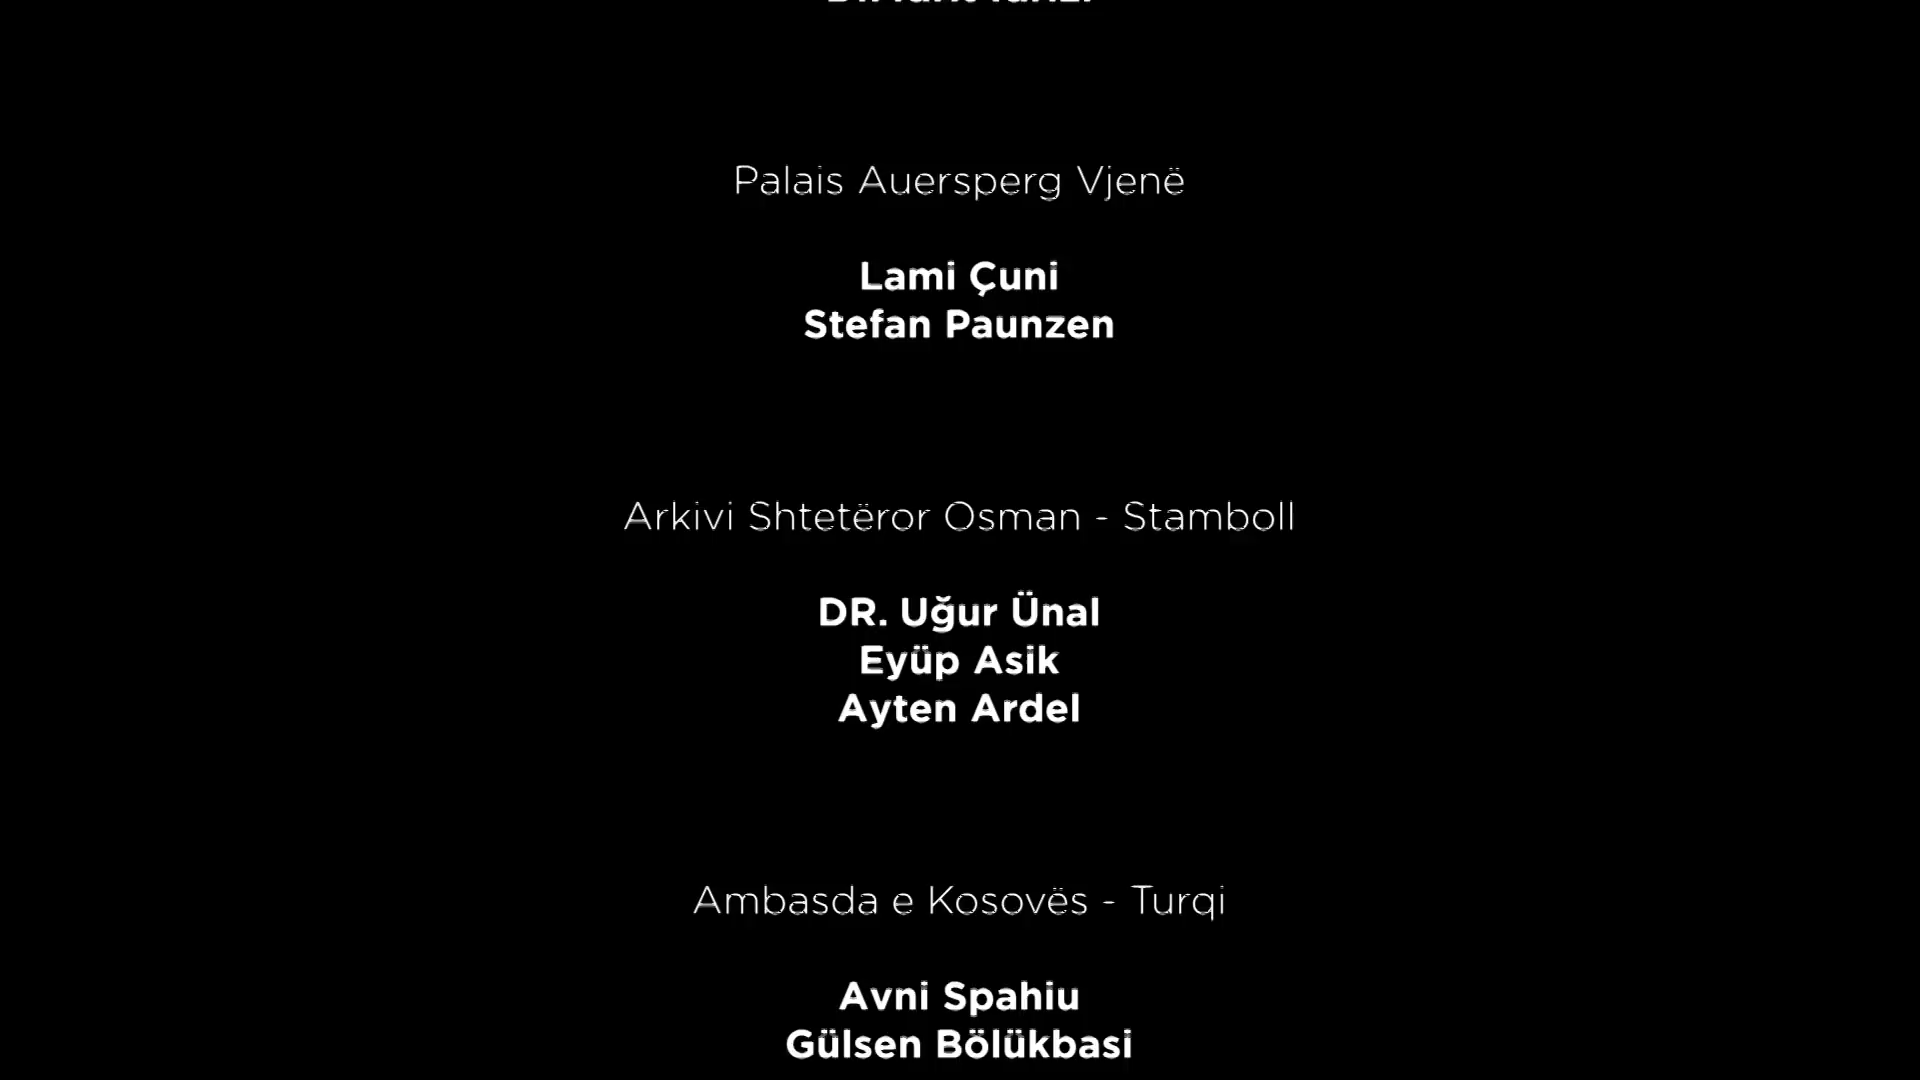 Palais Auersperg Vjenë
Lami Çuni
Stefan Paunzen
Arkivi Shtetëror Osman - Stamboll
DR. Uğur Ünal
Eyüp Asik
Ayten Ardel
Ambasda e Kosovës - Turqi
Avni Spahiu
Gülsen Bölükbasi